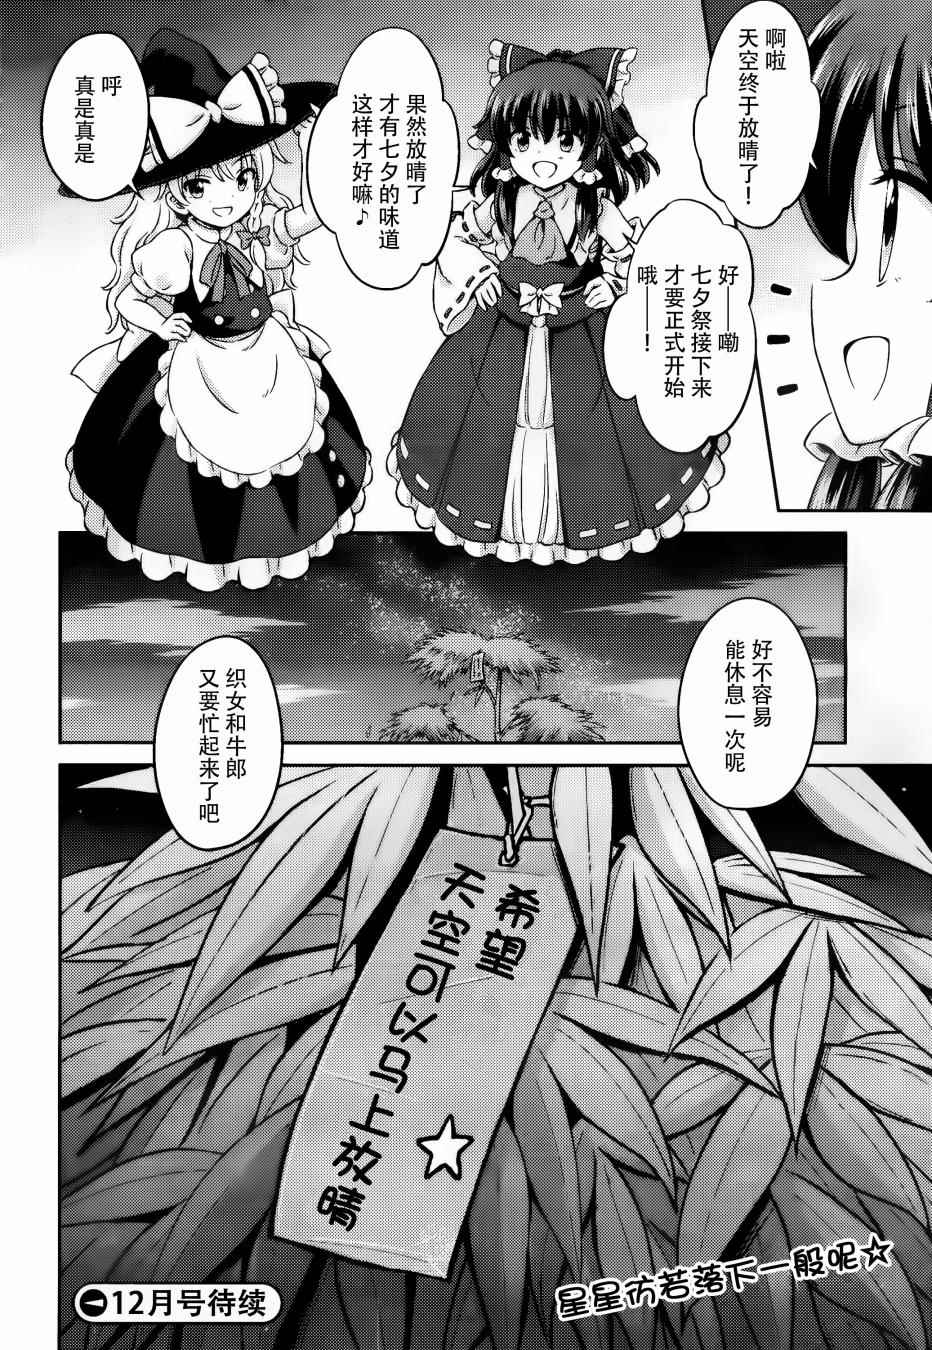 啊啦
天空终于放晴了！
好——嘞
七夕祭接下来
才要正式开始
哦——！
果然放晴了
才有七夕的味道
这样才好嘛♪
呼
真是真是
好不容易
能休息一次呢
织女和牛郎
又要忙起来了吧
希望
天空可以马上放晴
☆
星星仿若落下一般呢☆
12月号待续